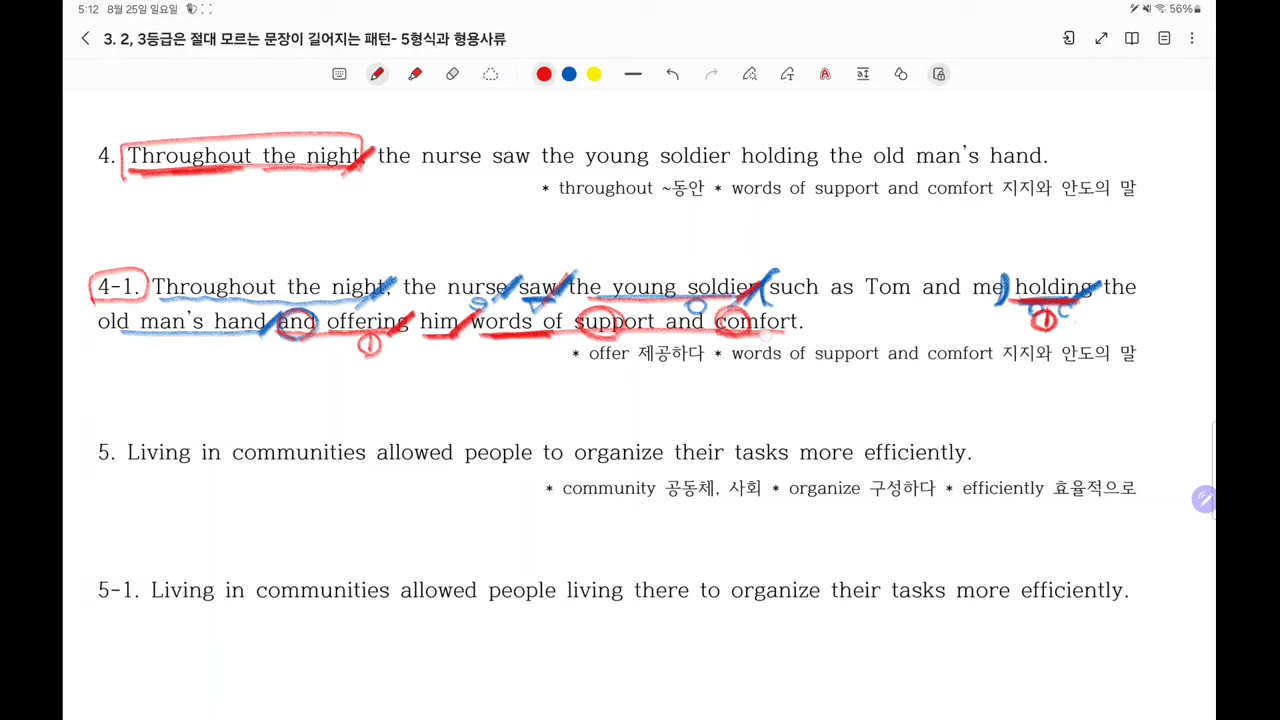 5:12 8월 25일 일요일 56%
3. 2, 3등급은 절대 모르는 문장이 길어지는 패턴- 5형식과 형용사류
4. Throughout the night, the nurse saw the young soldier holding the old man's hand.
* throughout ~동안 * words of support and comfort 지지와 안도의 말
4-1. Throughout the night, the nurse saw the young soldier such as Tom and me holding the
S V O O C ①
old man's hand and offering him words of support and comfort.
①
* offer 제공하다 * words of support and comfort 지지와 안도의 말
5. Living in communities allowed people to organize their tasks more efficiently.
* community 공동체, 사회 * organize 구성하다 * efficiently 효율적으로
5-1. Living in communities allowed people living there to organize their tasks more efficiently.